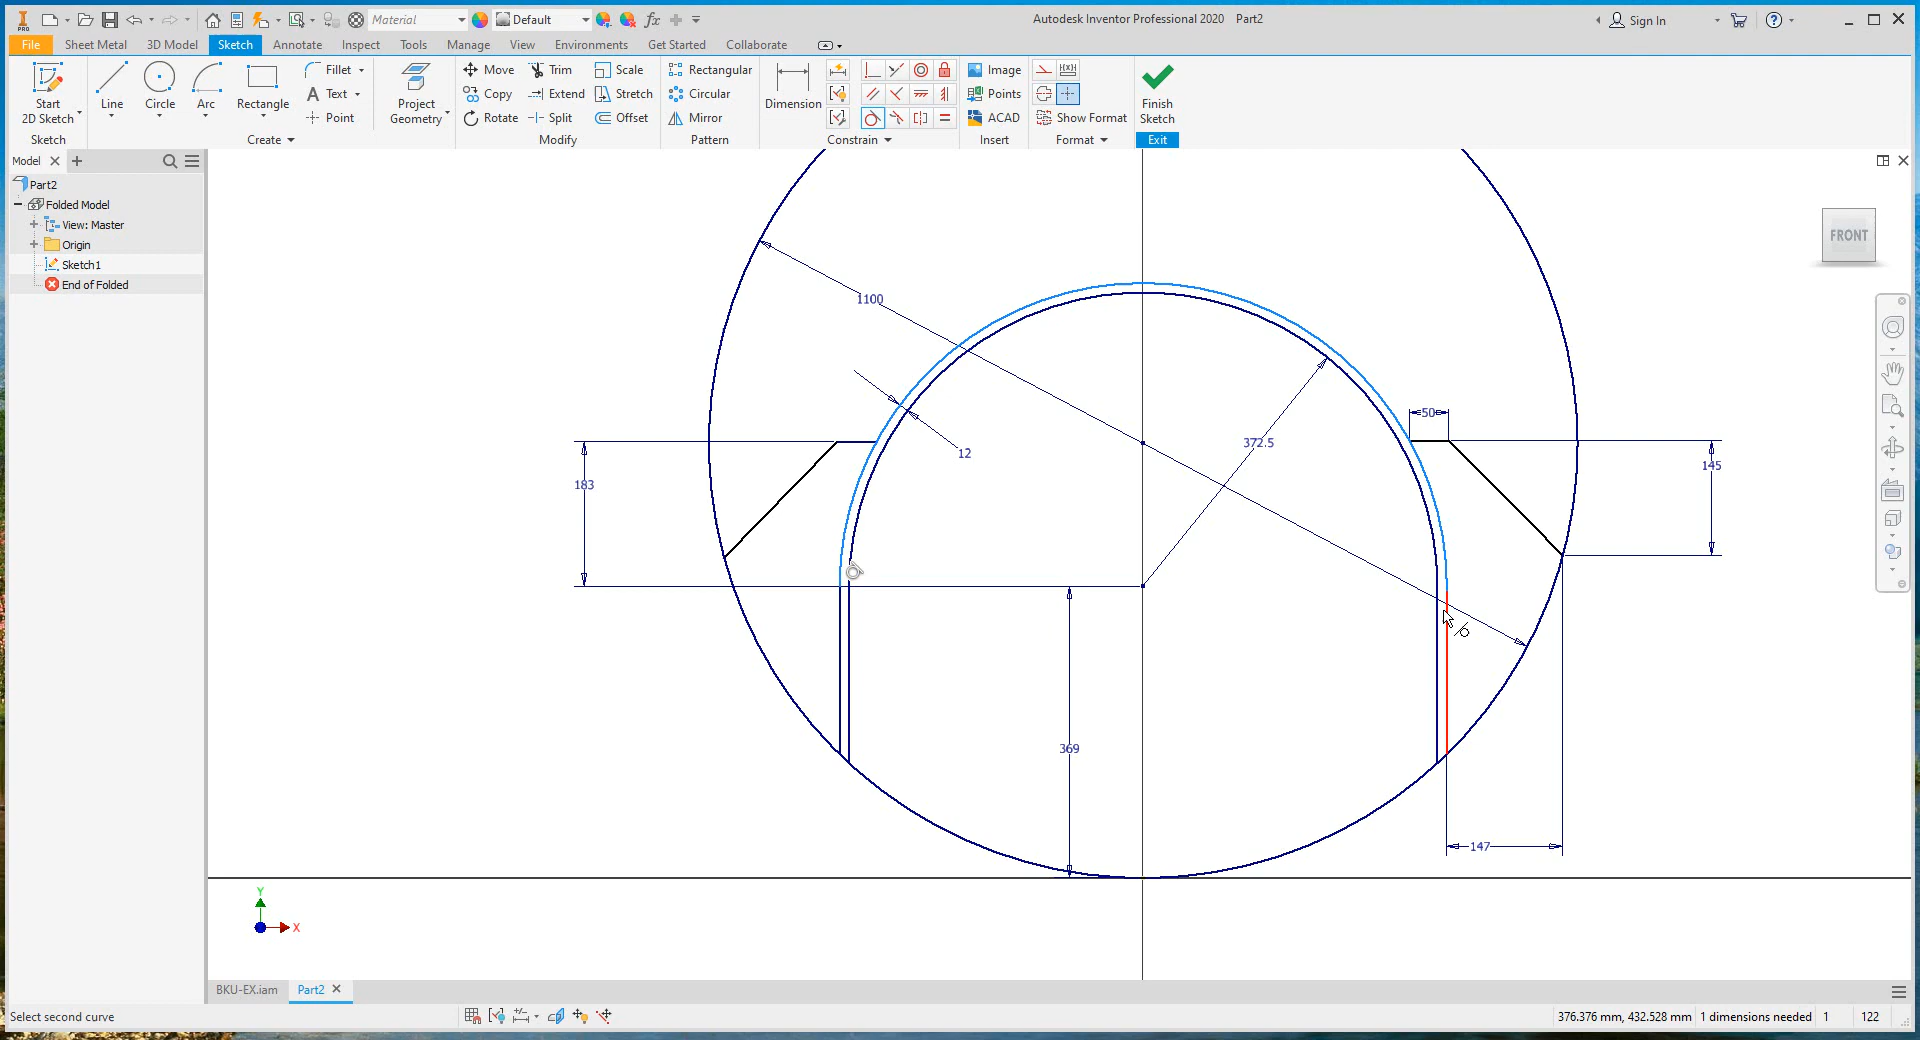 PRO
Material
Default
fx
Autodesk Inventor Professional 2020 Part2
Sign In
File Sheet Metal 3D Model Sketch Annotate Inspect Tools Manage View Environments Get Started Collaborate
Start
2D Sketch
Sketch
Line
Circle
Arc
Rectangle
Fillet
Text
Point
Create
Project
Geometry
Move Trim Scale
Copy Extend Stretch
Rotate Split Offset
Modify
Rectangular
Circular
Mirror
Pattern
Dimension
Constrain
Image
Points
ACAD
Insert
Show Format
Format
Finish
Sketch
Exit
Model
Part2
Folded Model
View: Master
Origin
Sketch1
End of Folded
FRONT
1100
50
372.5
12
145
183
369
147
Y
X
BKU-EX.iam Part2
Select second curve
376.376 mm, 432.528 mm 1 dimensions needed 1 122